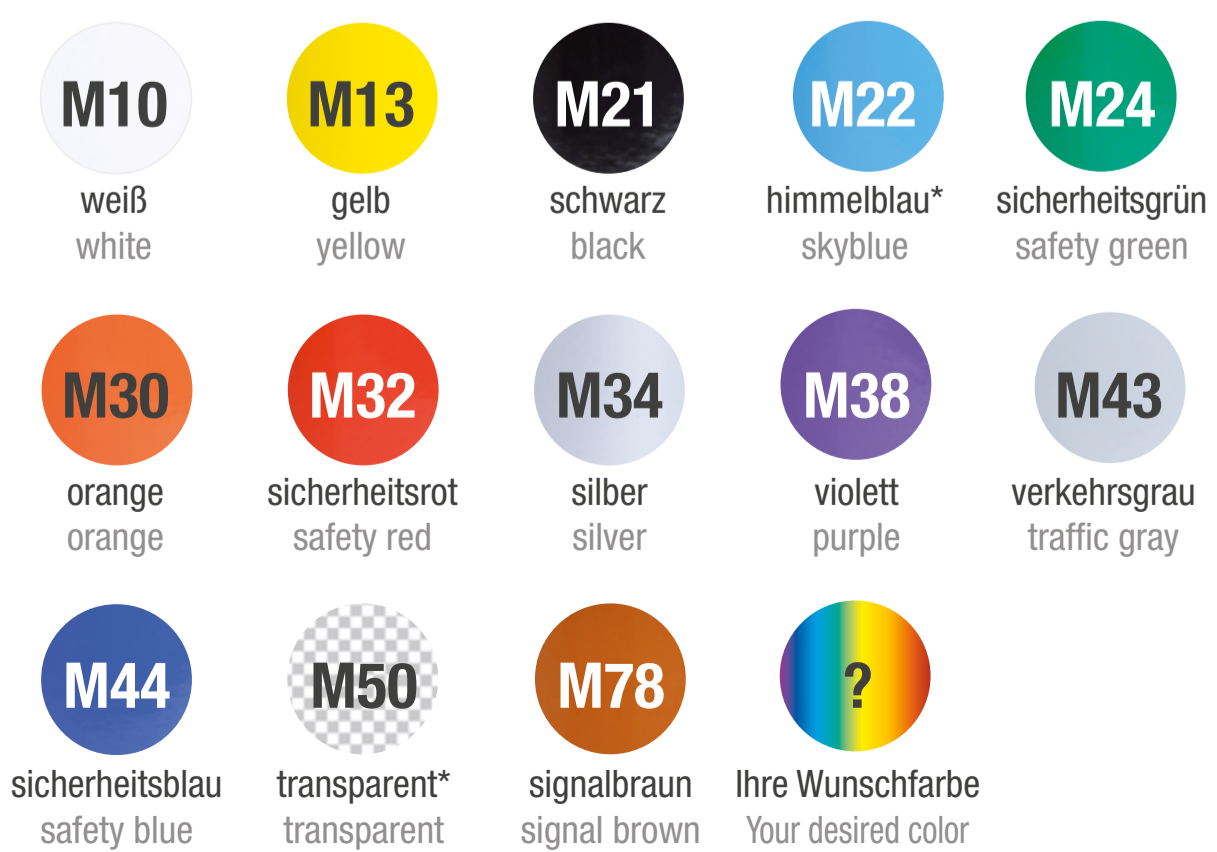 M10 M13 M21 M22 M24
weiß gelb schwarz himmelblau* sicherheitsgrün
white yellow black skyblue safety green
M30 M32 M34 M38 M43
orange sicherheitsrot silber violett verkehrsgrau
orange safety red silver purple traffic gray
M44 M50 M78 ?
sicherheitsblau transparent* signalbraun Ihre Wunschfarbe
safety blue transparent signal brown Your desired color